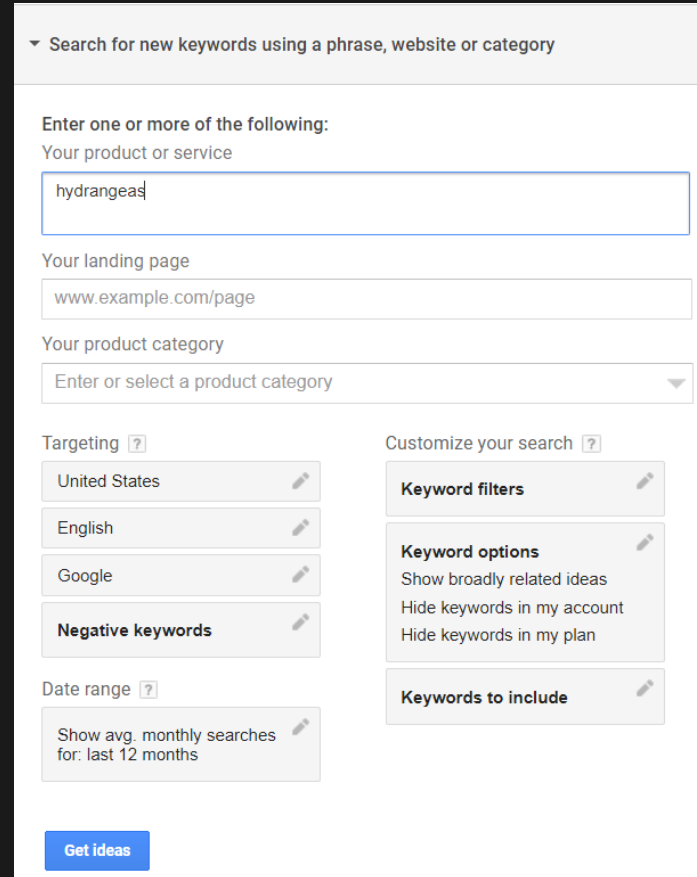 Search for new keywords using a phrase, website or category
Enter one or more of the following:
Your product or service
hydrangeas
Your landing page
www.example.com/page
Your product category
Enter or select a product category
Targeting ?
United States
English
Google
Negative keywords
Date range ?
Show avg. monthly searches
for: last 12 months
Customize your search ?
Keyword filters
Keyword options
Show broadly related ideas
Hide keywords in my account
Hide keywords in my plan
Keywords to include
Get ideas